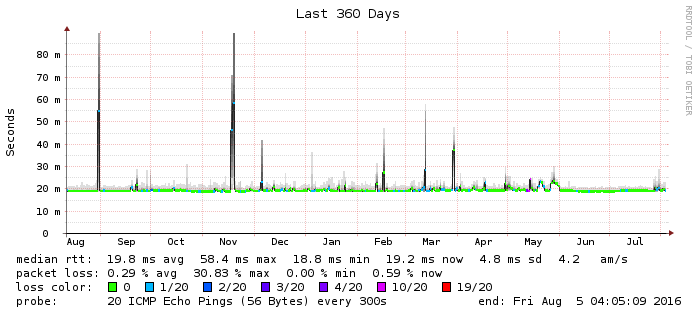 Last 360 Days
RRDTOOL / TOBI OETIKER
Seconds
80 m
70 m
60 m
50 m
40 m
30 m
20 m
10 m
0
Aug Sep Oct Nov Dec Jan Feb Mar Apr May Jun Jul
median rtt: 19.8 ms avg 58.4 ms max 18.8 ms min 19.2 ms now 4.8 ms sd 4.2 am/s
packet loss: 0.29 % avg 30.83 % max 0.00 % min 0.59 % now
loss color: 0 1/20 2/20 3/20 4/20 10/20 19/20
probe: 20 ICMP Echo Pings (56 Bytes) every 300s end: Fri Aug 5 04:05:09 2016